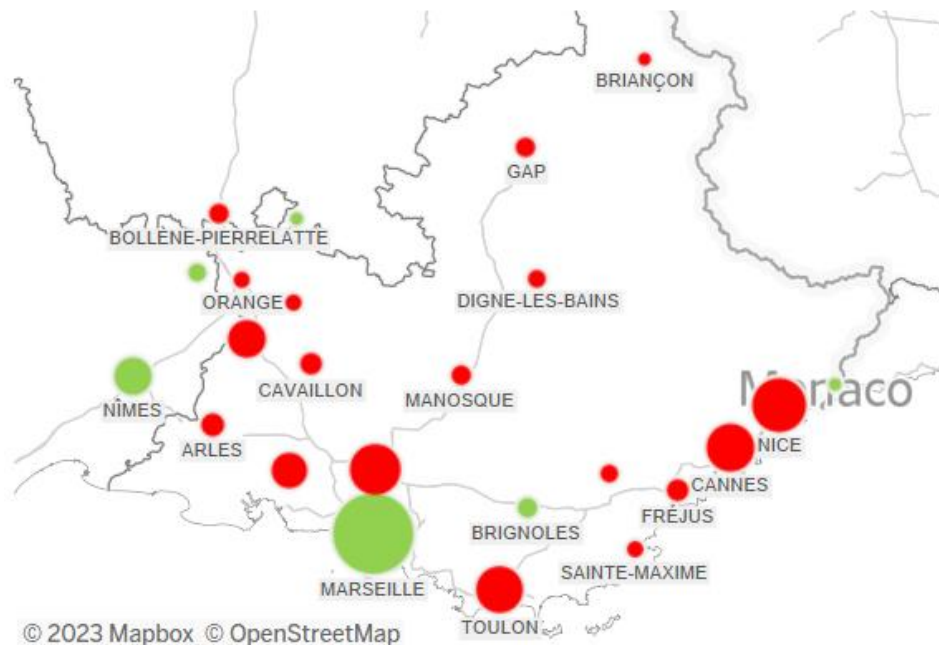 BRIANÇON
GAP
BOLLÈNE-PIERRELATTE
ORANGE
DIGNE-LES-BAINS
CAVAILLON
MANOSQUE
Monaco
NÎMES
ARLES
NICE
CANNES
FRÉJUS
BRIGNOLES
SAINTE-MAXIME
MARSEILLE
TOULON
© 2023 Mapbox © OpenStreetMap